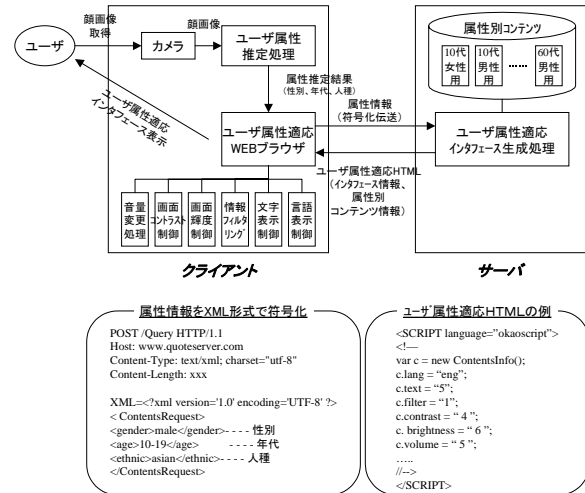 顔画像
取得
顔画像
ユーザ
カメラ
ユーザ属性
推定処理
属性推定結果
(性別、年代、人種)
ユーザ属性適応
インタフェース表示
ユーザ属性適応
WEBブラウザ
属性情報
(符号化伝送)
ユーザ属性適応HTML
(インタフェース情報、
属性別
コンテンツ情報)
音量
変更
処理
画面
コントラスト
制御
画面
輝度
制御
情報
フィルタ
リング
文字
表示
制御
言語
表示
制御
クライアント
属性別コンテンツ
10代
女性
用
10代
男性
用
……
60代
男性
用
ユーザ属性適応
インタフェース生成処理
サーバ
属性情報をXML形式で符号化
POST /Query HTTP/1.1
Host: www.quoteserver.com
Content-Type: text/xml; charset="utf-8"
Content-Length: xxx
XML=<?xml version='1.0' encoding='UTF-8' ?>
< ContentsRequest>
<gender>male</gender>- - - - 性別
<age>10-19</age> - - - - 年代
<ethnic>asian</ethnic>- - - - 人種
</ContentsRequest>
ユーザ属性適応HTMLの例
<SCRIPT language="okaoscript">
<!—
var c = new ContentsInfo();
c.lang = "eng";
c.text = "5";
c.filter = "1";
c.contrast = " 4 ";
c. brightness = " 6 ";
c.volume = " 5 ";
…..
//-->
</SCRIPT>